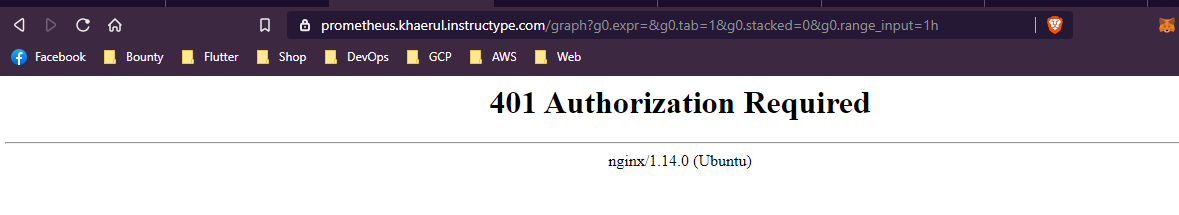 prometheus.khaerul.instructype.com/graph?g0.expr=&g0.tab=1&g0.stacked=0&g0.range_input=1h
Facebook Bounty Flutter Shop DevOps GCP AWS Web
401 Authorization Required
nginx/1.14.0 (Ubuntu)